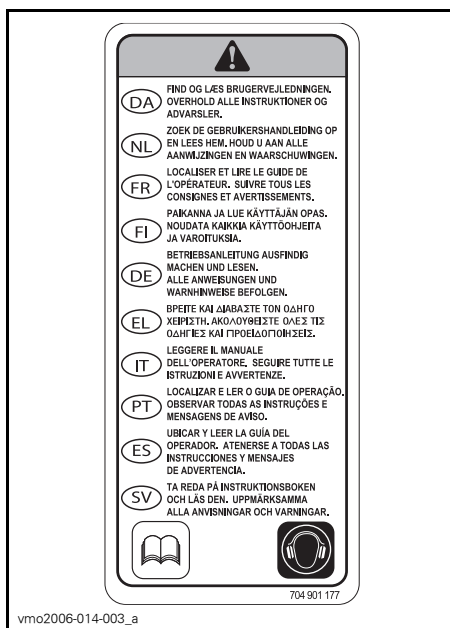 DA
FIND OG LÆS BRUGERVEJLEDNINGEN.
OVERHOLD ALLE INSTRUKTIONER OG
ADVARSLER.
NL
ZOEK DE GEBRUIKERSHANDLEIDING OP
EN LEES HEM. HOUD U AAN ALLE
AANWIJZINGEN EN WAARSCHUWINGEN.
FR
LOCALISER ET LIRE LE GUIDE DE
L'OPÉRATEUR. SUIVRE TOUS LES
CONSIGNES ET AVERTISSEMENTS.
FI
PAIKANNA JA LUE KÄYTTÄJÄN OPAS.
NOUDATA KAIKKIA KÄYTTÖOHJEITA
JA VAROITUKSIA.
DE
BETRIEBSANLEITUNG AUSFINDIG
MACHEN UND LESEN.
ALLE ANWEISUNGEN UND
WARNHINWEISE BEFOLGEN.
EL
ΒΡΕΙΤΕ ΚΑΙ ΔΙΑΒΑΣΤΕ ΤΟΝ ΟΔΗΓΟ
ΧΕΙΡΙΣΤΗ. ΑΚΟΛΟΥΘΕΙΣΤΕ ΟΛΕΣ ΤΙΣ
ΟΔΗΓΙΕΣ ΚΑΙ ΠΡΟΕΙΔΟΠΟΙΗΣΕΙΣ.
IT
LEGGERE IL MANUALE
DELL'OPERATORE. SEGUIRE TUTTE LE
ISTRUZIONI E AVVERTENZE.
PT
LOCALIZAR E LER O GUIA DE OPERAÇÃO.
OBSERVAR TODAS AS INSTRUÇÕES E
MENSAGENS DE AVISO.
ES
UBICAR Y LEER LA GUÍA DEL
OPERADOR. ATENERSE A TODAS LAS
INSTRUCCIONES Y MENSAJES
DE ADVERTENCIA.
SV
TA REDA PÅ INSTRUKTIONSBOKEN
OCH LÄS DEN. UPPMÄRKSAMMA
ALLA ANVISNINGAR OCH VARNINGAR.
704 901 177
vmo2006-014-003_a